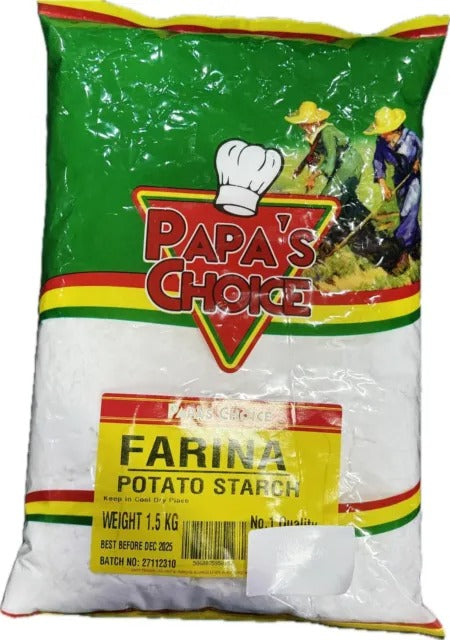 PAPA'S
CHOICE
PAPA'S CHOICE
FARINA
POTATO STARCH
Keep in Cool Dry Place
WEIGHT 1.5 KG
No.1 Quality
BEST BEFORE DEC 2025
BATCH NO: 27112310